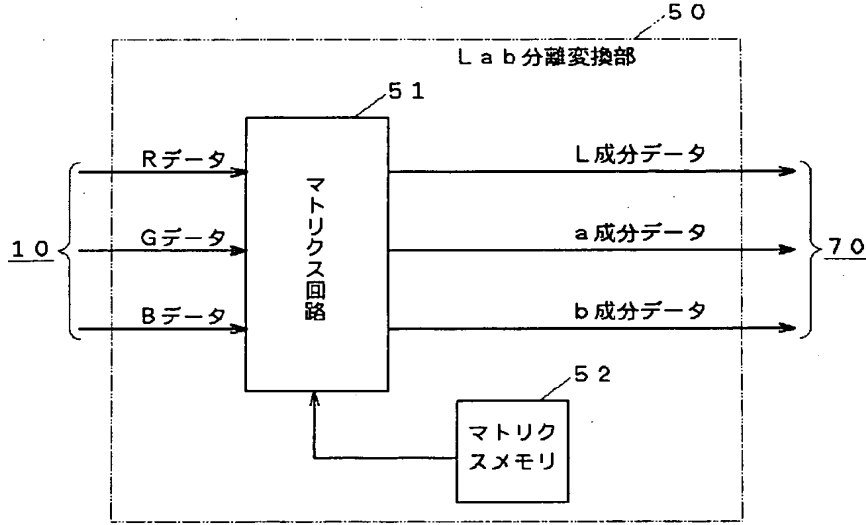 ５０
Ｌａｂ分離変換部
５１
Ｒデータ
Ｌ成分データ
マトリクス回路
１０
Ｇデータ
ａ成分データ
７０
Ｂデータ
ｂ成分データ
５２
マトリク
スメモリ